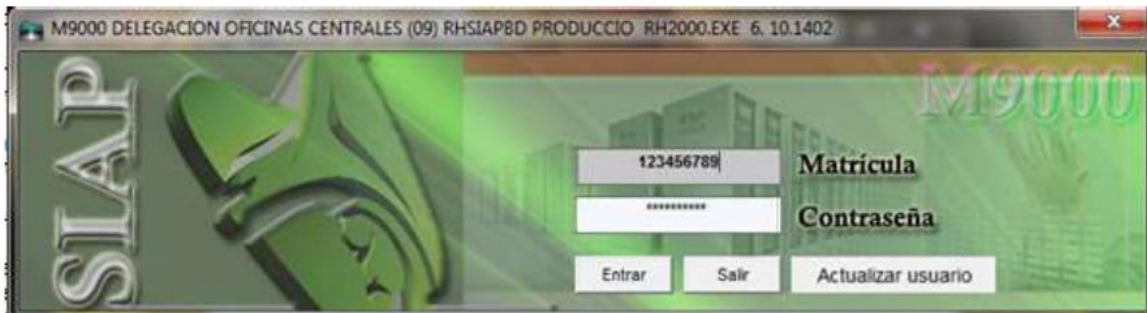 M9000 DELEGACION OFICINAS CENTRALES (09) RHSIAPBD PRODUCCIO RH2000.EXE 6. 10.1402
SIAP
M9000
123456789 Matrícula
********** Contraseña
Entrar Salir Actualizar usuario